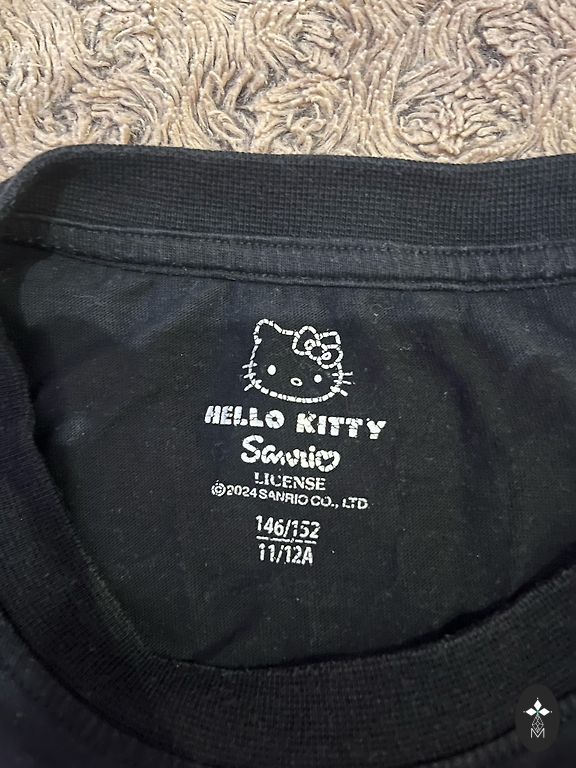 HELLO KITTY
Sanrio
LICENSE
©2024 SANRIO CO., LTD.
146/152
11/12A
M